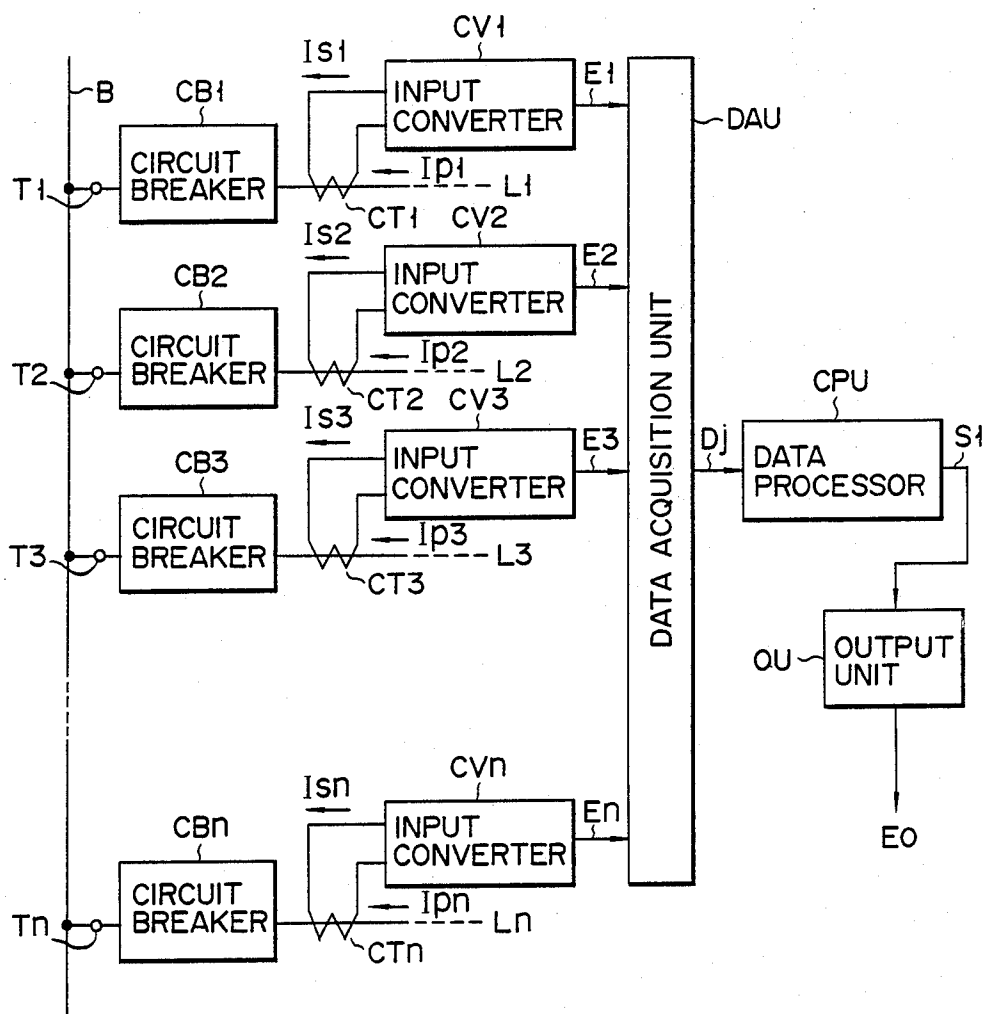 CV1
Is1
E1
B
CB1
INPUT
CONVERTER
DAU
CIRCUIT
BREAKER
Ip1
T1
L1
CT1
CV2
Is2
E2
CB2
INPUT
CONVERTER
CIRCUIT
BREAKER
Ip2
T2
L2
CT2
CV3
Is3
E3
CB3
INPUT
CONVERTER
CIRCUIT
BREAKER
Ip3
T3
L3
CT3
DATA ACQUISITION UNIT
CPU
Dj
DATA
PROCESSOR
S1
OU
OUTPUT
UNIT
EO
CVn
Isn
En
CBn
INPUT
CONVERTER
CIRCUIT
BREAKER
Ipn
Tn
Ln
CTn